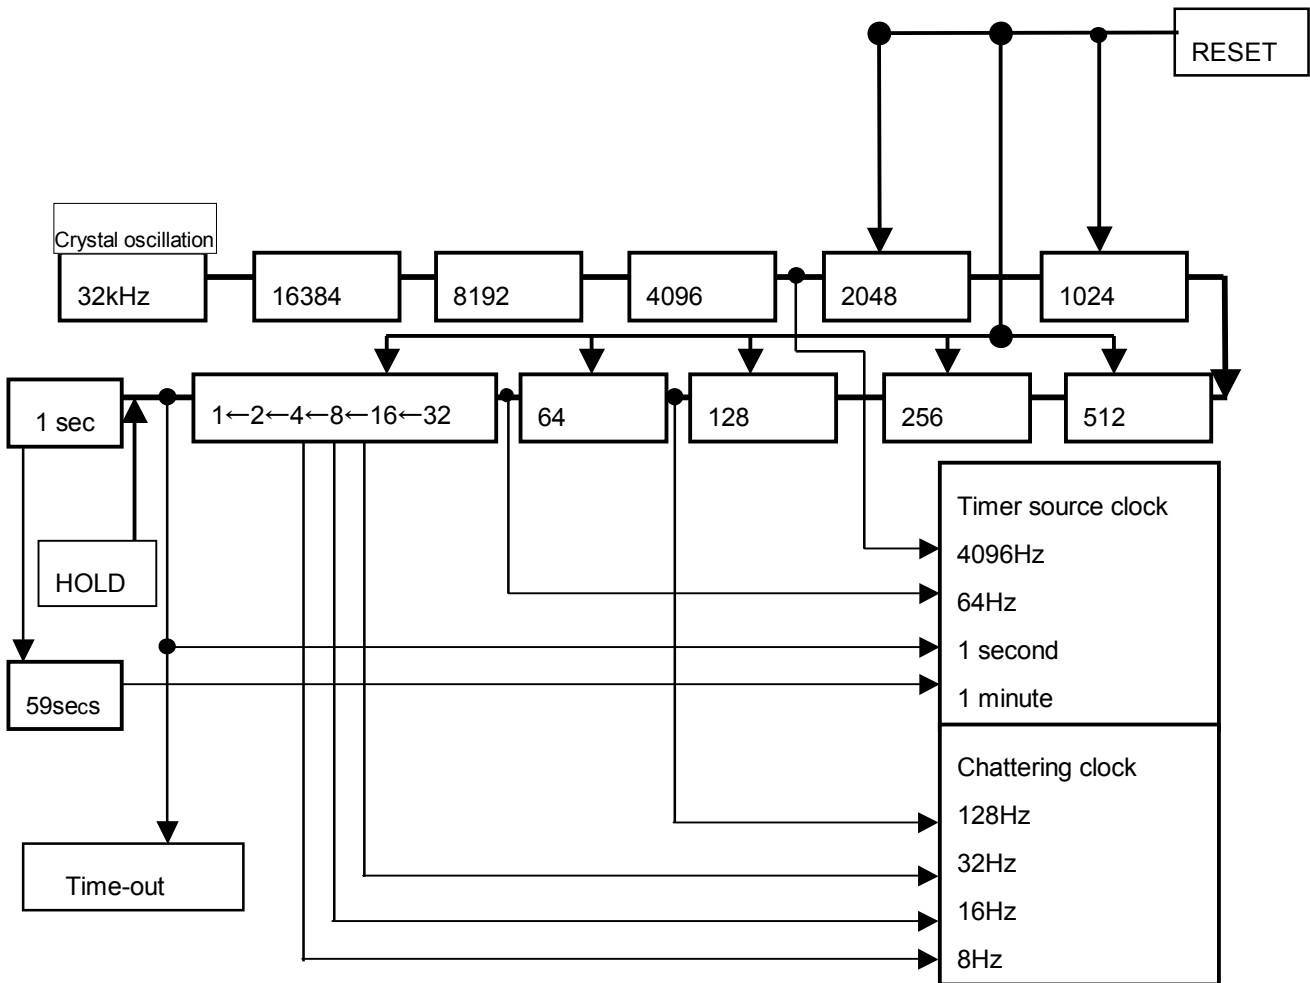 RESET
Crystal oscillation
32kHz
16384
8192
4096
2048
1024
1 sec
1←2←4←8←16←32
64
128
256
512
HOLD
59secs
Time-out
Timer source clock
4096Hz
64Hz
1 second
1 minute
Chattering clock
128Hz
32Hz
16Hz
8Hz